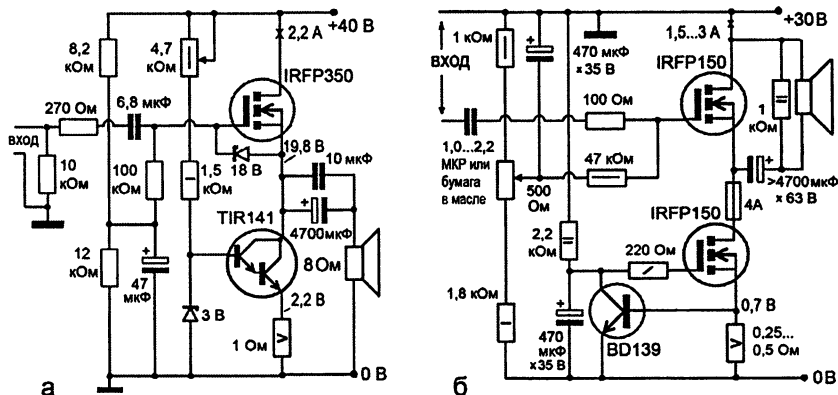 +40 В
2,2 А
8,2
кОм
4,7
кОм
IRFP350
270 Ом
6,8 мкФ
ВХОД
10
кОм
100
кОм
1,5
кОм
18 В
19,8 В
10 мкФ
TIR141
4700мкФ
12
кОм
47
мкФ
8 Ом
2,2 В
3 В
1 Ом
0 В
а
+30 В
1,5...3 А
1 кОм
470 мкФ
х 35 В
IRFP150
ВХОД
100 Ом
1
кОм
1,0...2,2
МКР или
бумага
в масле
47 кОм
500
Ом
>4700мкФ
х 63 В
IRFP150
4А
2,2
кОм
220 Ом
1,8 кОм
0,7 В
470
мкФ
х35 В
BD139
0,25...
0,5 Ом
0В
б